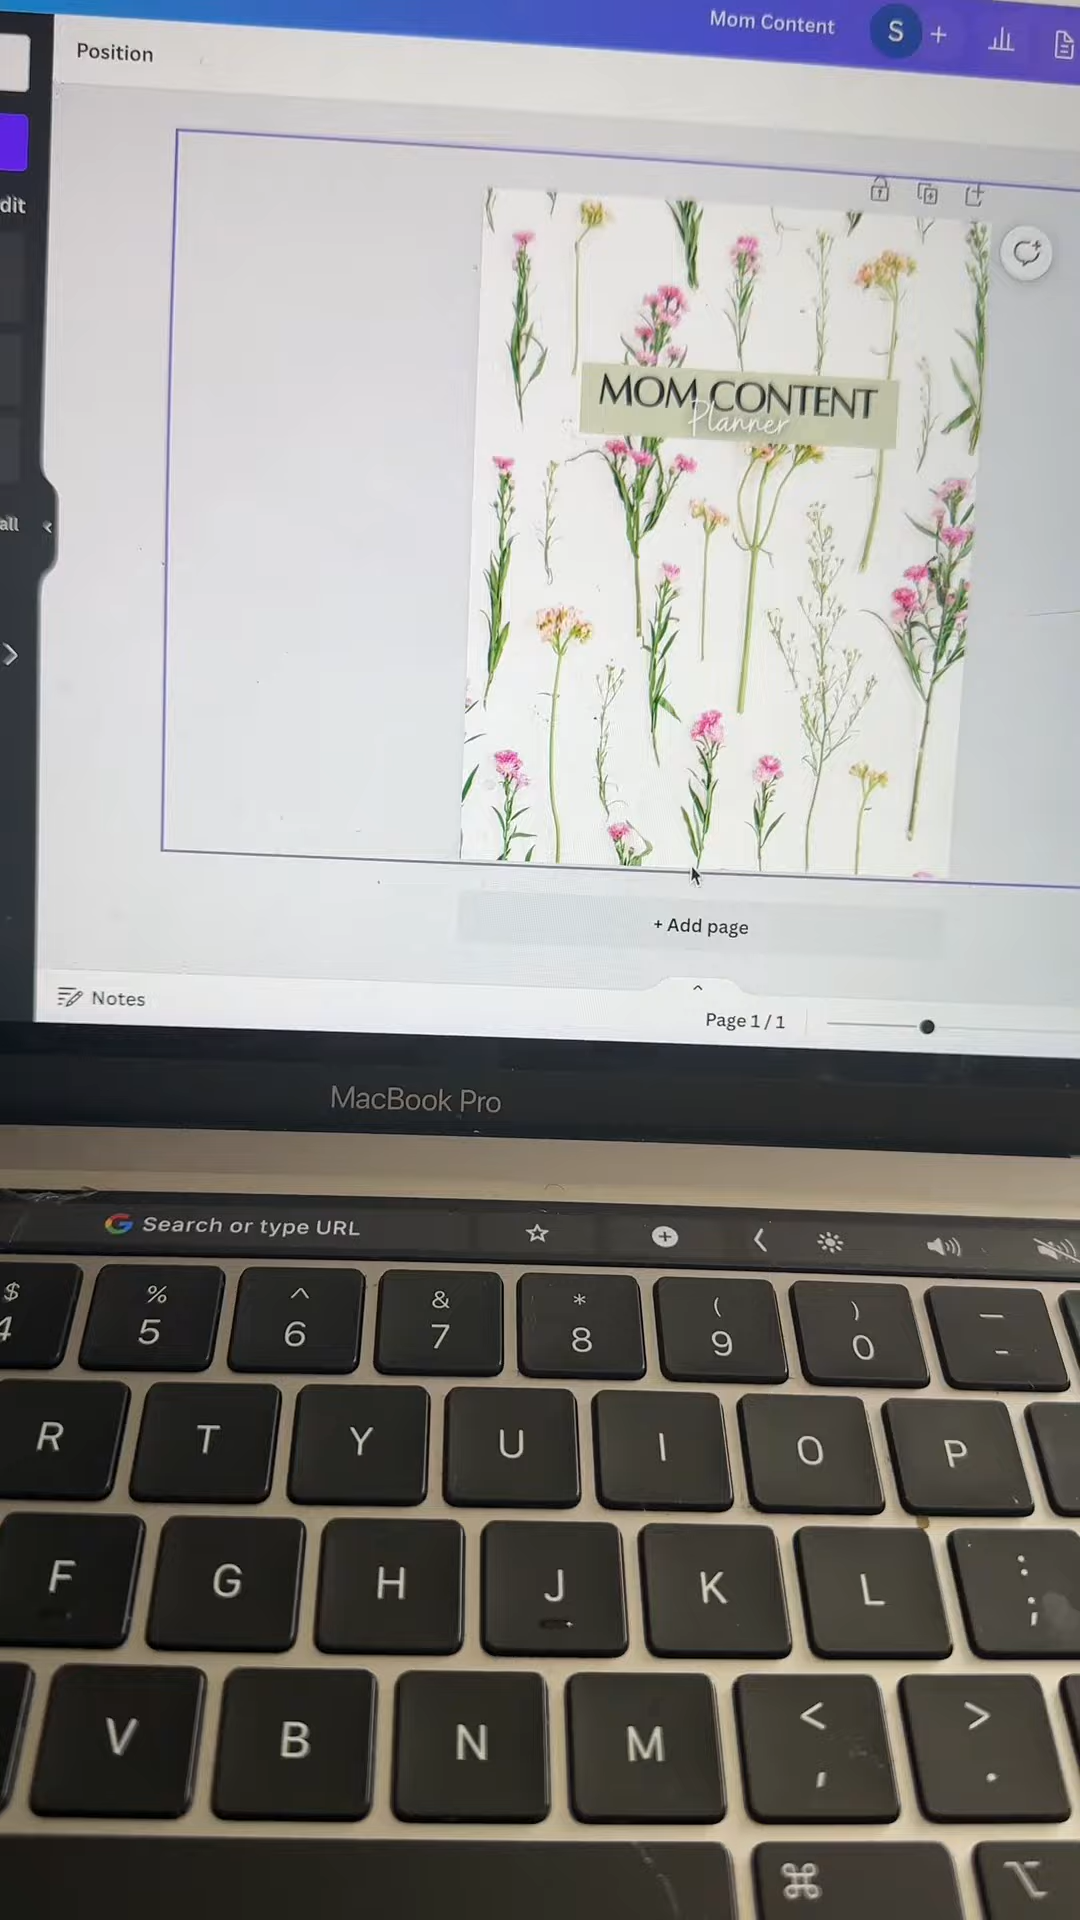 Mom Content
S
Position
dit
MOM CONTENT
Planner
all
+ Add page
Notes
Page 1 / 1
MacBook Pro
Search or type URL
$ % ^ & * ( ) —
4 5 6 7 8 9 0 -
R T Y U I O P
F G H J K L : ;
V B N M < , > .
⌘ ⌥